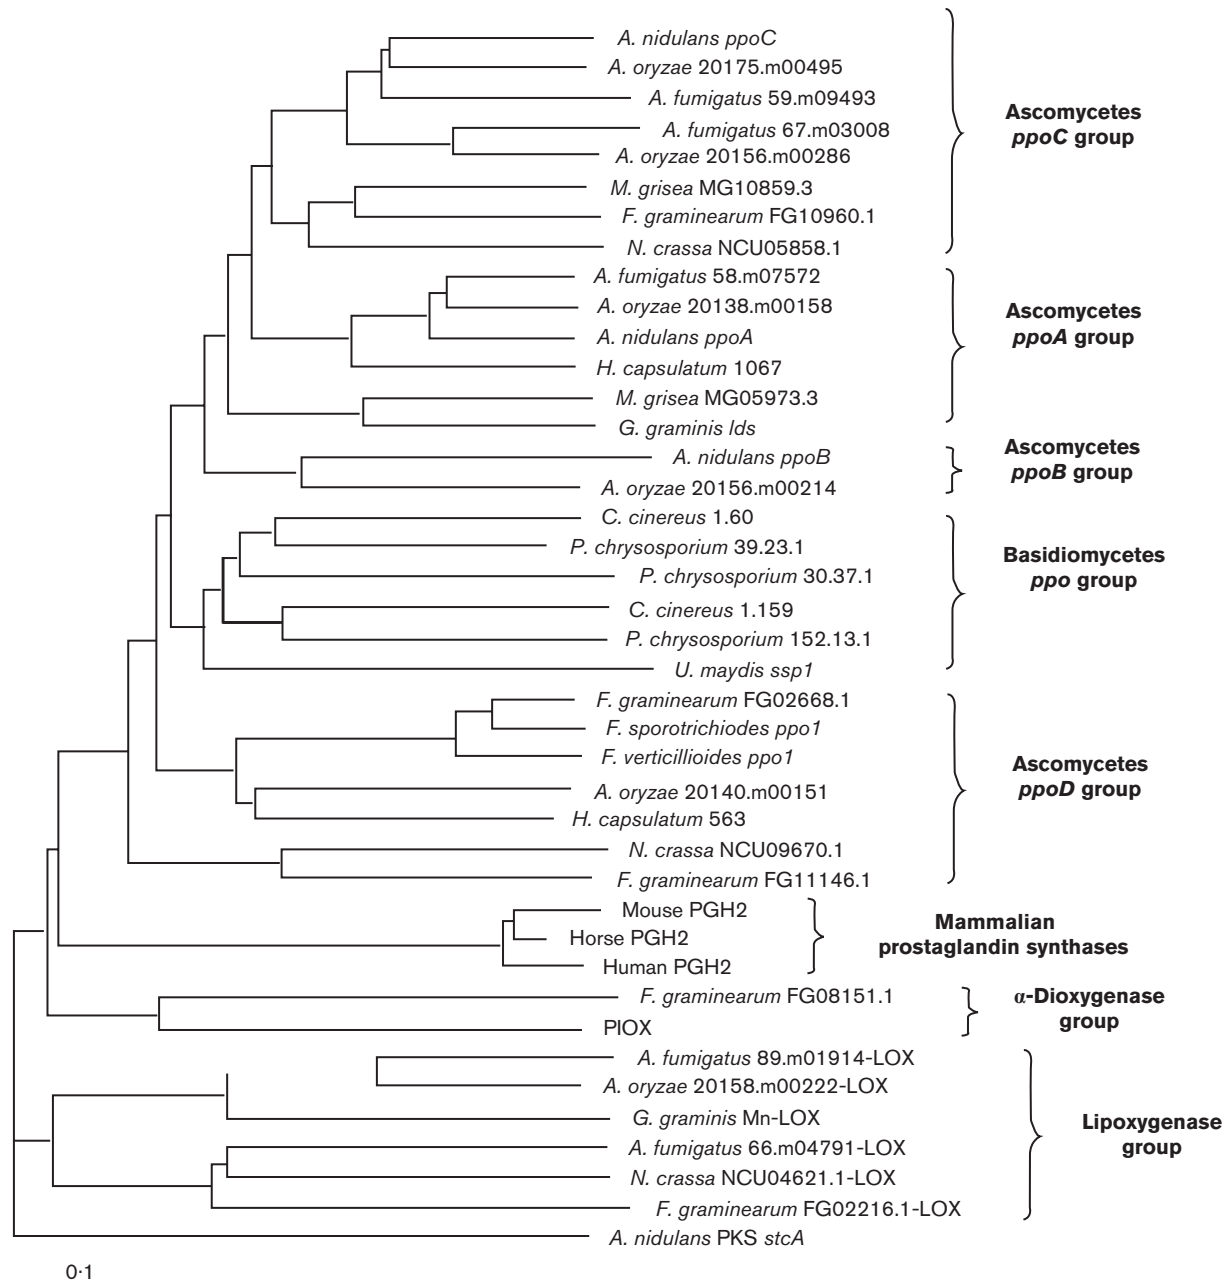 A. nidulans ppoC
A. oryzae 20175.m00495
A. fumigatus 59.m09493
A. fumigatus 67.m03008
A. oryzae 20156.m00286
M. grisea MG10859.3
F. graminearum FG10960.1
N. crassa NCU05858.1
Ascomycetes
ppoC group
A. fumigatus 58.m07572
A. oryzae 20138.m00158
A. nidulans ppoA
H. capsulatum 1067
M. grisea MG05973.3
G. graminis lds
Ascomycetes
ppoA group
A. nidulans ppoB
A. oryzae 20156.m00214
Ascomycetes
ppoB group
C. cinereus 1.60
P. chrysosporium 39.23.1
P. chrysosporium 30.37.1
C. cinereus 1.159
P. chrysosporium 152.13.1
U. maydis ssp1
Basidiomycetes
ppo group
F. graminearum FG02668.1
F. sporotrichiodes ppo1
F. verticillioides ppo1
A. oryzae 20140.m00151
H. capsulatum 563
N. crassa NCU09670.1
F. graminearum FG11146.1
Ascomycetes
ppoD group
Mouse PGH2
Horse PGH2
Human PGH2
Mammalian
prostaglandin synthases
F. graminearum FG08151.1
PIOX
α-Dioxygenase
group
A. fumigatus 89.m01914-LOX
A. oryzae 20158.m00222-LOX
G. graminis Mn-LOX
A. fumigatus 66.m04791-LOX
N. crassa NCU04621.1-LOX
F. graminearum FG02216.1-LOX
Lipoxygenase
group
A. nidulans PKS stcA
0·1